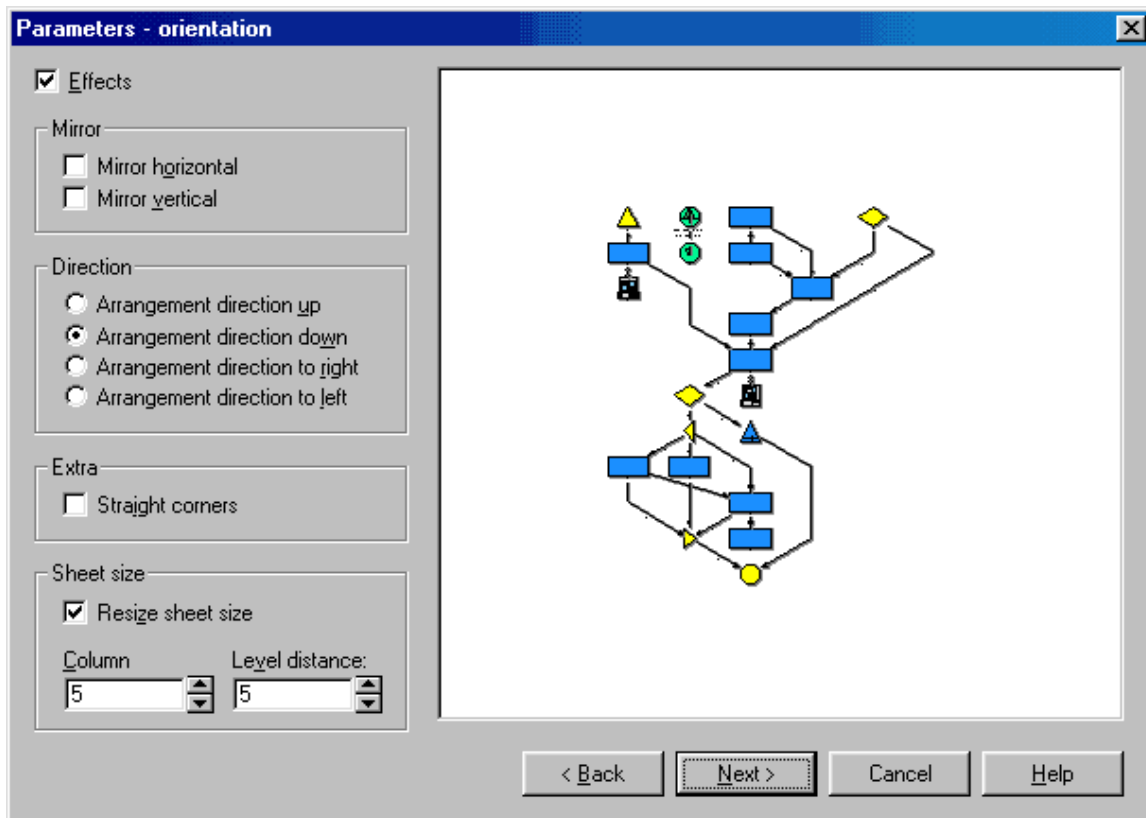 Parameters - orientation
Effects
Mirror
Mirror horizontal
Mirror vertical
Direction
Arrangement direction up
Arrangement direction down
Arrangement direction to right
Arrangement direction to left
Extra
Straight corners
Sheet size
Resize sheet size
Column Level distance:
5 5
< Back Next > Cancel Help